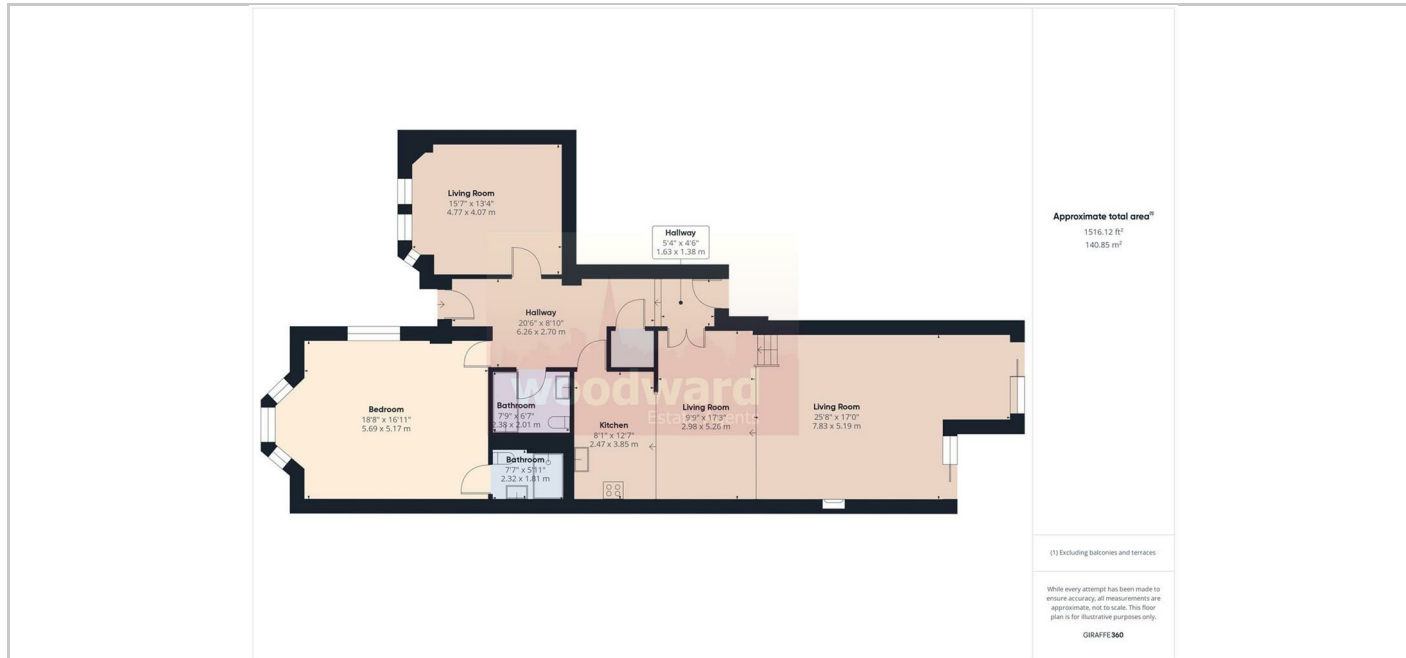 Living Room
15'7" x 13'4"
4.77 x 4.07 m
Hallway
5'4" x 4'6"
1.63 x 1.38 m
Hallway
20'6" x 8'10"
6.26 x 2.70 m
Bedroom
18'8" x 16'11"
5.69 x 5.17 m
Bathroom
7'9" x 6'7"
2.38 x 2.01 m
Bathroom
7'7" x 5'11"
2.32 x 1.81 m
Kitchen
8'1" x 12'7"
2.47 x 3.85 m
Living Room
9'9" x 17'3"
2.98 x 5.26 m
Living Room
25'8" x 17'0"
7.83 x 5.19 m
woodward
Estate Agents
Approximate total area(1)
1516.12 ft²
140.85 m²
(1) Excluding balconies and terraces
While every attempt has been made to
ensure accuracy, all measurements are
approximate, not to scale. This floor
plan is for illustrative purposes only.
GIRAFFE360